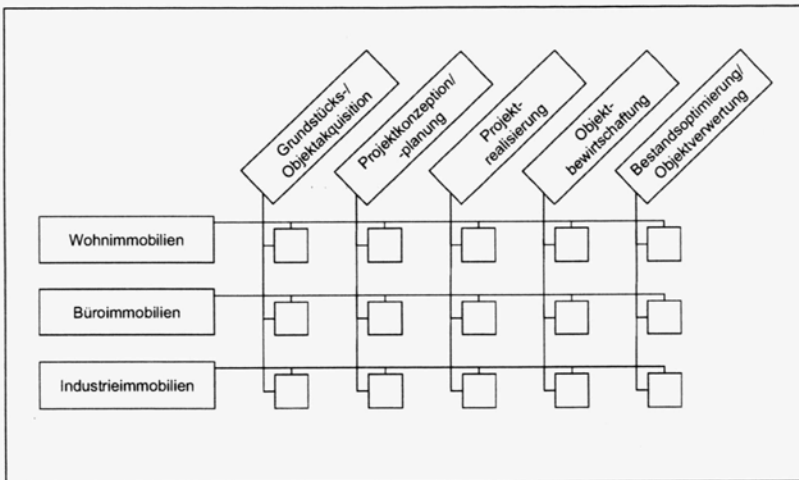 Grundstücks-/
Objektakquisition
Projektkonzeption/
-planung
Projekt-
realisierung
Objekt-
bewirtschaftung
Bestandsoptimierung/
Objektverwertung
Wohnimmobilien
Büroimmobilien
Industrieimmobilien